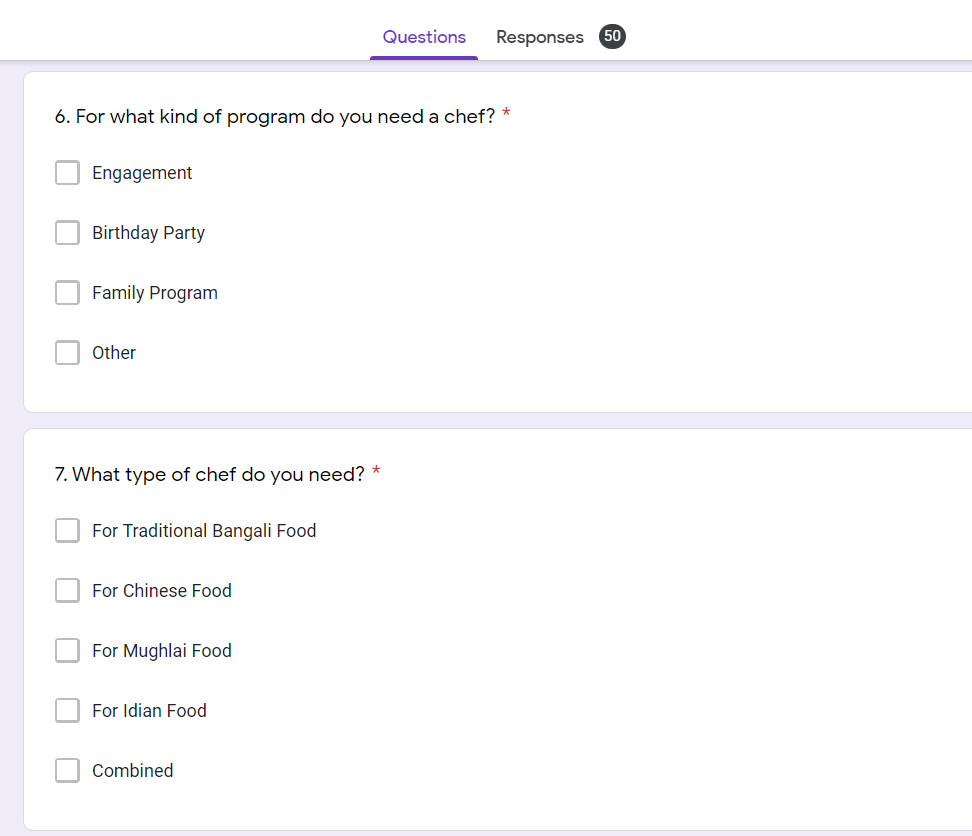 Questions
Responses 50
6. For what kind of program do you need a chef? *
Engagement
Birthday Party
Family Program
Other
7. What type of chef do you need? *
For Traditional Bangali Food
For Chinese Food
For Mughlai Food
For Idian Food
Combined